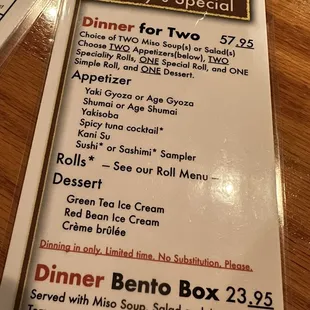 Special
Dinner for Two 57.95
Choice of TWO Miso Soup(s) or Salad(s)
Choose TWO Appetizers(below), TWO
Speciality Rolls, ONE Special Roll, and ONE
Simple Roll, and ONE Dessert.
Appetizer
Yaki Gyoza or Age Gyoza
Shumai or Age Shumai
Yakisoba
Spicy tuna cocktail*
Kani Su
Sushi* or Sashimi* Sampler
Rolls* — See our Roll Menu —
Dessert
Green Tea Ice Cream
Red Bean Ice Cream
Crème brûlée
Dinning in only. Limited time. No Substitution, Please.
Dinner Bento Box 23.95
Served with Miso Soup, Salad